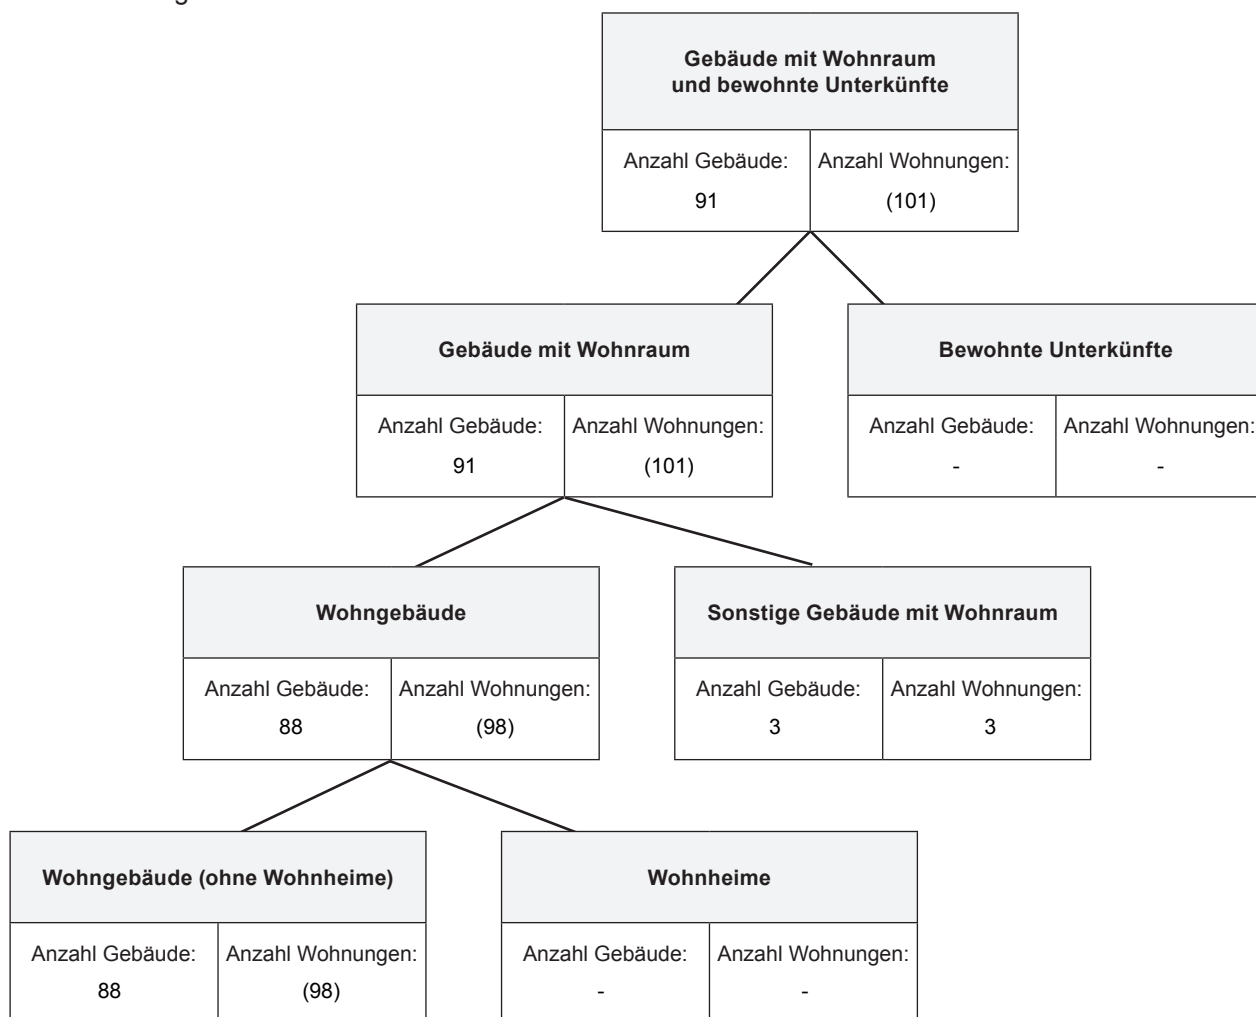 Gebäude mit Wohnraum
und bewohnte Unterkünfte
Anzahl Gebäude: Anzahl Wohnungen:
91 (101)
Gebäude mit Wohnraum
Anzahl Gebäude: Anzahl Wohnungen:
91 (101)
Bewohnte Unterkünfte
Anzahl Gebäude: Anzahl Wohnungen:
- -
Wohngebäude
Anzahl Gebäude: Anzahl Wohnungen:
88 (98)
Sonstige Gebäude mit Wohnraum
Anzahl Gebäude: Anzahl Wohnungen:
3 3
Wohngebäude (ohne Wohnheime)
Anzahl Gebäude: Anzahl Wohnungen:
88 (98)
Wohnheime
Anzahl Gebäude: Anzahl Wohnungen:
- -